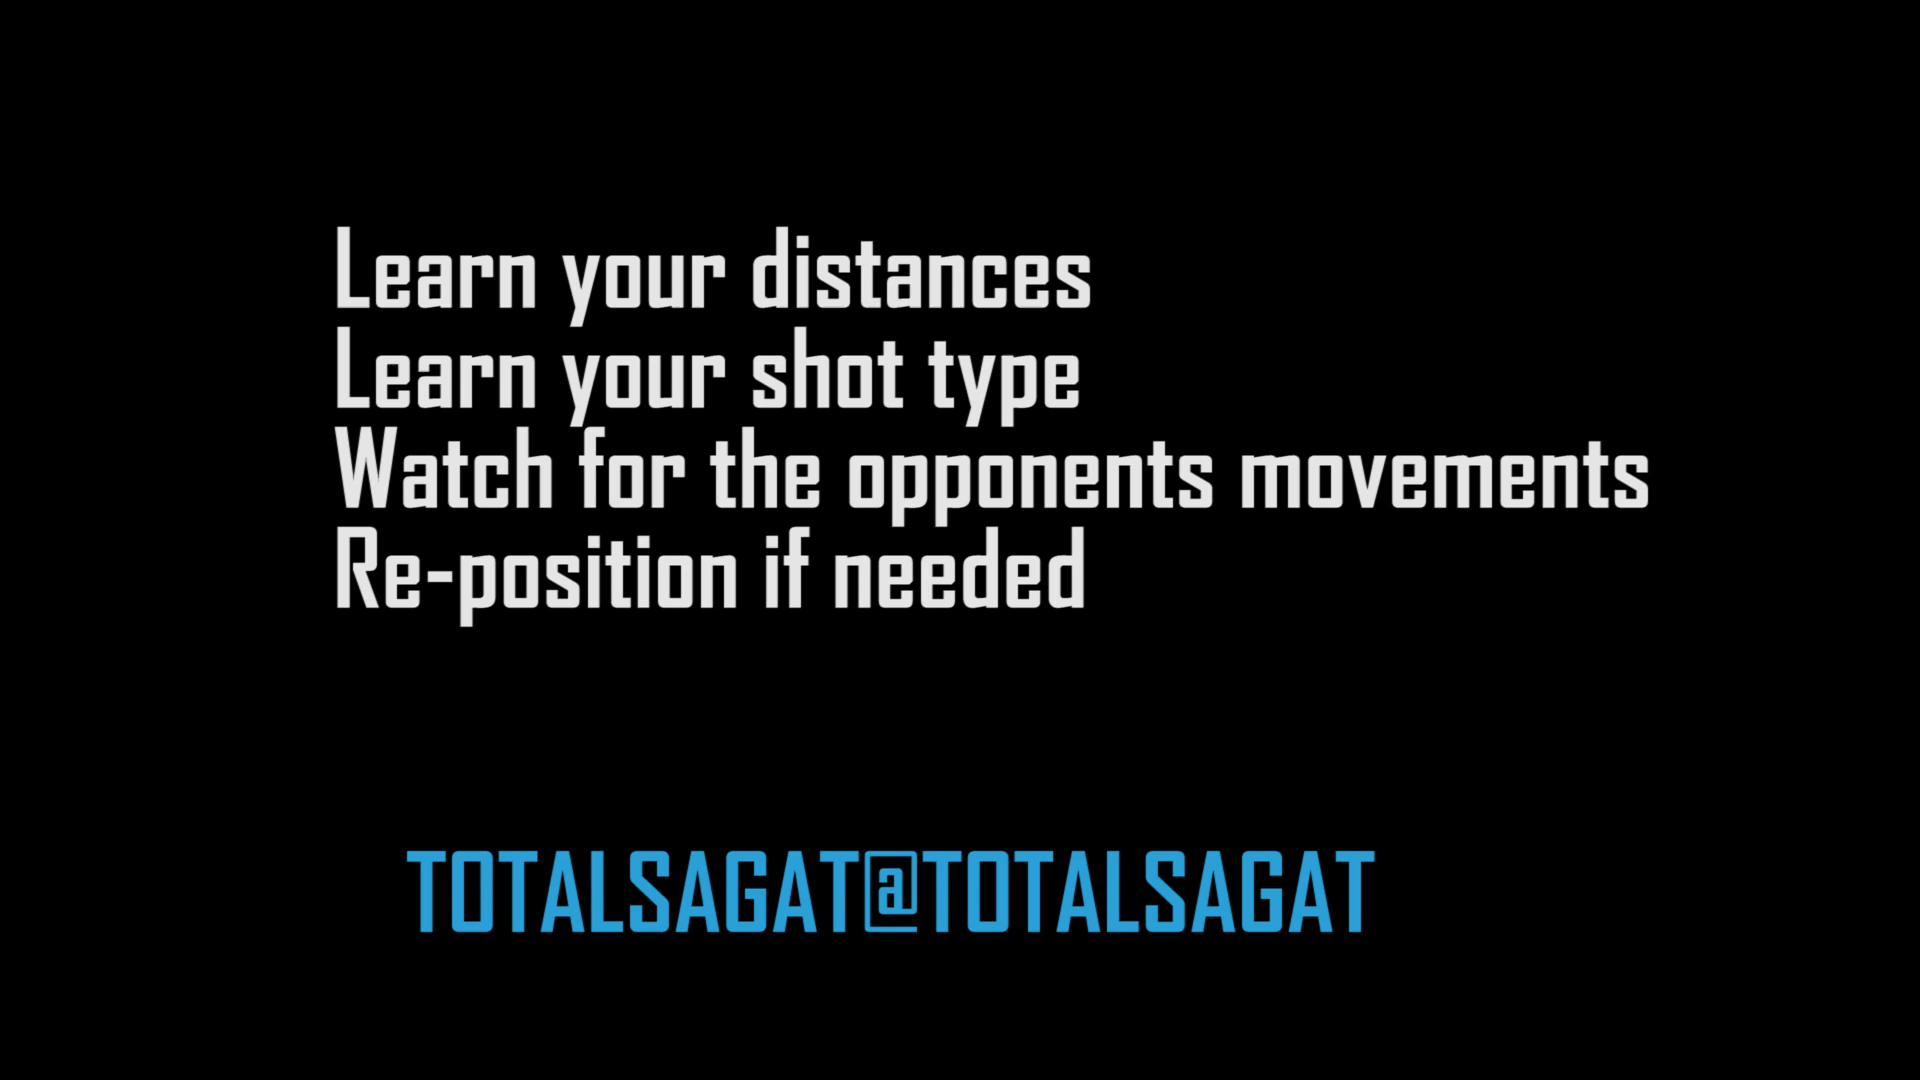 Learn your distances
Learn your shot type
Watch for the opponents movements
Re-position if needed
TOTALSAGAT@TOTALSAGAT